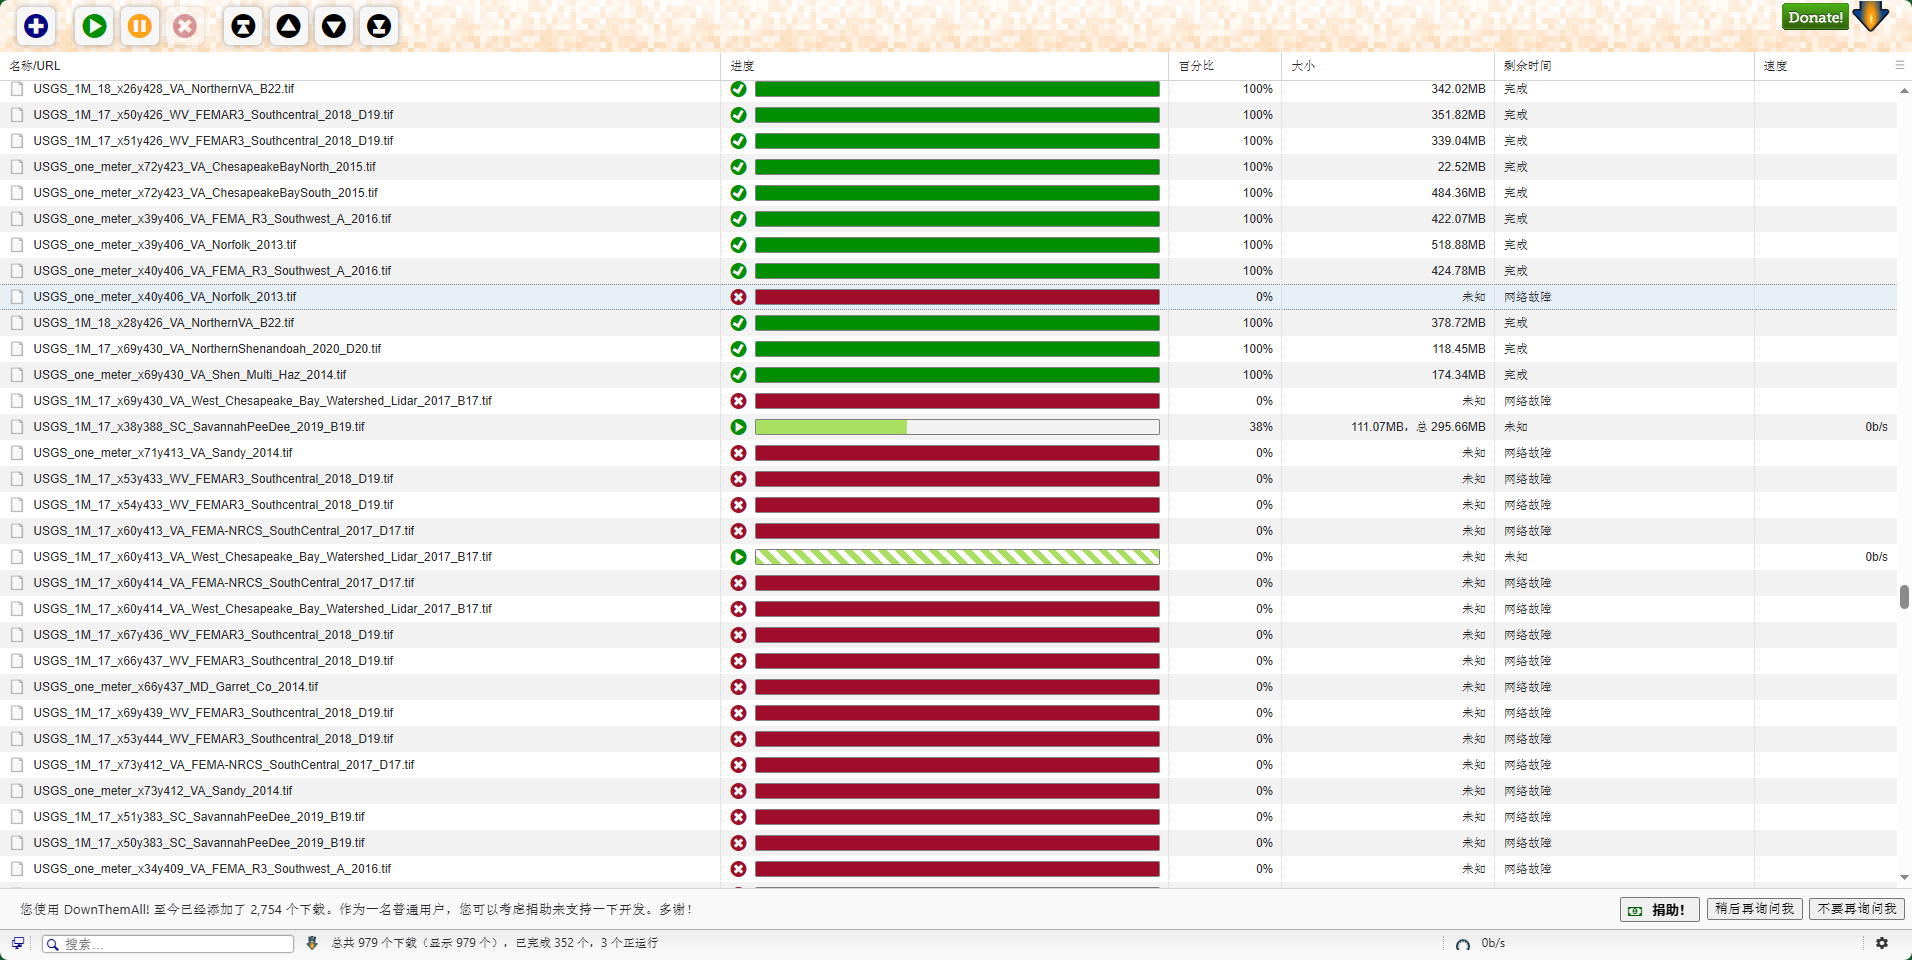 Donate!
名称/URL 进度 百分比 大小 剩余时间 速度
USGS_1M_18_x26y428_VA_NorthernVA_B22.tif 100% 342.02MB 完成
USGS_1M_17_x50y426_WV_FEMAR3_Southcentral_2018_D19.tif 100% 351.82MB 完成
USGS_1M_17_x51y426_WV_FEMAR3_Southcentral_2018_D19.tif 100% 339.04MB 完成
USGS_one_meter_x72y423_VA_ChesapeakeBayNorth_2015.tif 100% 22.52MB 完成
USGS_one_meter_x72y423_VA_ChesapeakeBaySouth_2015.tif 100% 484.36MB 完成
USGS_one_meter_x39y406_VA_FEMA_R3_Southwest_A_2016.tif 100% 422.07MB 完成
USGS_one_meter_x39y406_VA_Norfolk_2013.tif 100% 518.88MB 完成
USGS_one_meter_x40y406_VA_FEMA_R3_Southwest_A_2016.tif 100% 424.78MB 完成
USGS_one_meter_x40y406_VA_Norfolk_2013.tif 0% 未知 网络故障
USGS_1M_18_x28y426_VA_NorthernVA_B22.tif 100% 378.72MB 完成
USGS_1M_17_x69y430_VA_NorthernShenandoah_2020_D20.tif 100% 118.45MB 完成
USGS_one_meter_x69y430_VA_Shen_Multi_Haz_2014.tif 100% 174.34MB 完成
USGS_1M_17_x69y430_VA_West_Chesapeake_Bay_Watershed_Lidar_2017_B17.tif 0% 未知 网络故障
USGS_1M_17_x38y388_SC_SavannahPeeDee_2019_B19.tif 38% 111.07MB，总 295.66MB 未知 0b/s
USGS_one_meter_x71y413_VA_Sandy_2014.tif 0% 未知 网络故障
USGS_1M_17_x53y433_WV_FEMAR3_Southcentral_2018_D19.tif 0% 未知 网络故障
USGS_1M_17_x54y433_WV_FEMAR3_Southcentral_2018_D19.tif 0% 未知 网络故障
USGS_1M_17_x60y413_VA_FEMA-NRCS_SouthCentral_2017_D17.tif 0% 未知 网络故障
USGS_1M_17_x60y413_VA_West_Chesapeake_Bay_Watershed_Lidar_2017_B17.tif 0% 未知 未知 0b/s
USGS_1M_17_x60y414_VA_FEMA-NRCS_SouthCentral_2017_D17.tif 0% 未知 网络故障
USGS_1M_17_x60y414_VA_West_Chesapeake_Bay_Watershed_Lidar_2017_B17.tif 0% 未知 网络故障
USGS_1M_17_x67y436_WV_FEMAR3_Southcentral_2018_D19.tif 0% 未知 网络故障
USGS_1M_17_x66y437_WV_FEMAR3_Southcentral_2018_D19.tif 0% 未知 网络故障
USGS_one_meter_x66y437_MD_Garret_Co_2014.tif 0% 未知 网络故障
USGS_1M_17_x69y439_WV_FEMAR3_Southcentral_2018_D19.tif 0% 未知 网络故障
USGS_1M_17_x53y444_WV_FEMAR3_Southcentral_2018_D19.tif 0% 未知 网络故障
USGS_1M_17_x73y412_VA_FEMA-NRCS_SouthCentral_2017_D17.tif 0% 未知 网络故障
USGS_one_meter_x73y412_VA_Sandy_2014.tif 0% 未知 网络故障
USGS_1M_17_x51y383_SC_SavannahPeeDee_2019_B19.tif 0% 未知 网络故障
USGS_1M_17_x50y383_SC_SavannahPeeDee_2019_B19.tif 0% 未知 网络故障
USGS_one_meter_x34y409_VA_FEMA_R3_Southwest_A_2016.tif 0% 未知 网络故障
您使用 DownThemAll! 至今已经添加了 2,754 个下载。作为一名普通用户，您可以考虑捐助来支持一下开发。多谢！ 捐助！ 稍后再询问我 不要再询问我
搜索… 总共 979 个下载（显示 979 个），已完成 352 个，3 个正运行 0b/s